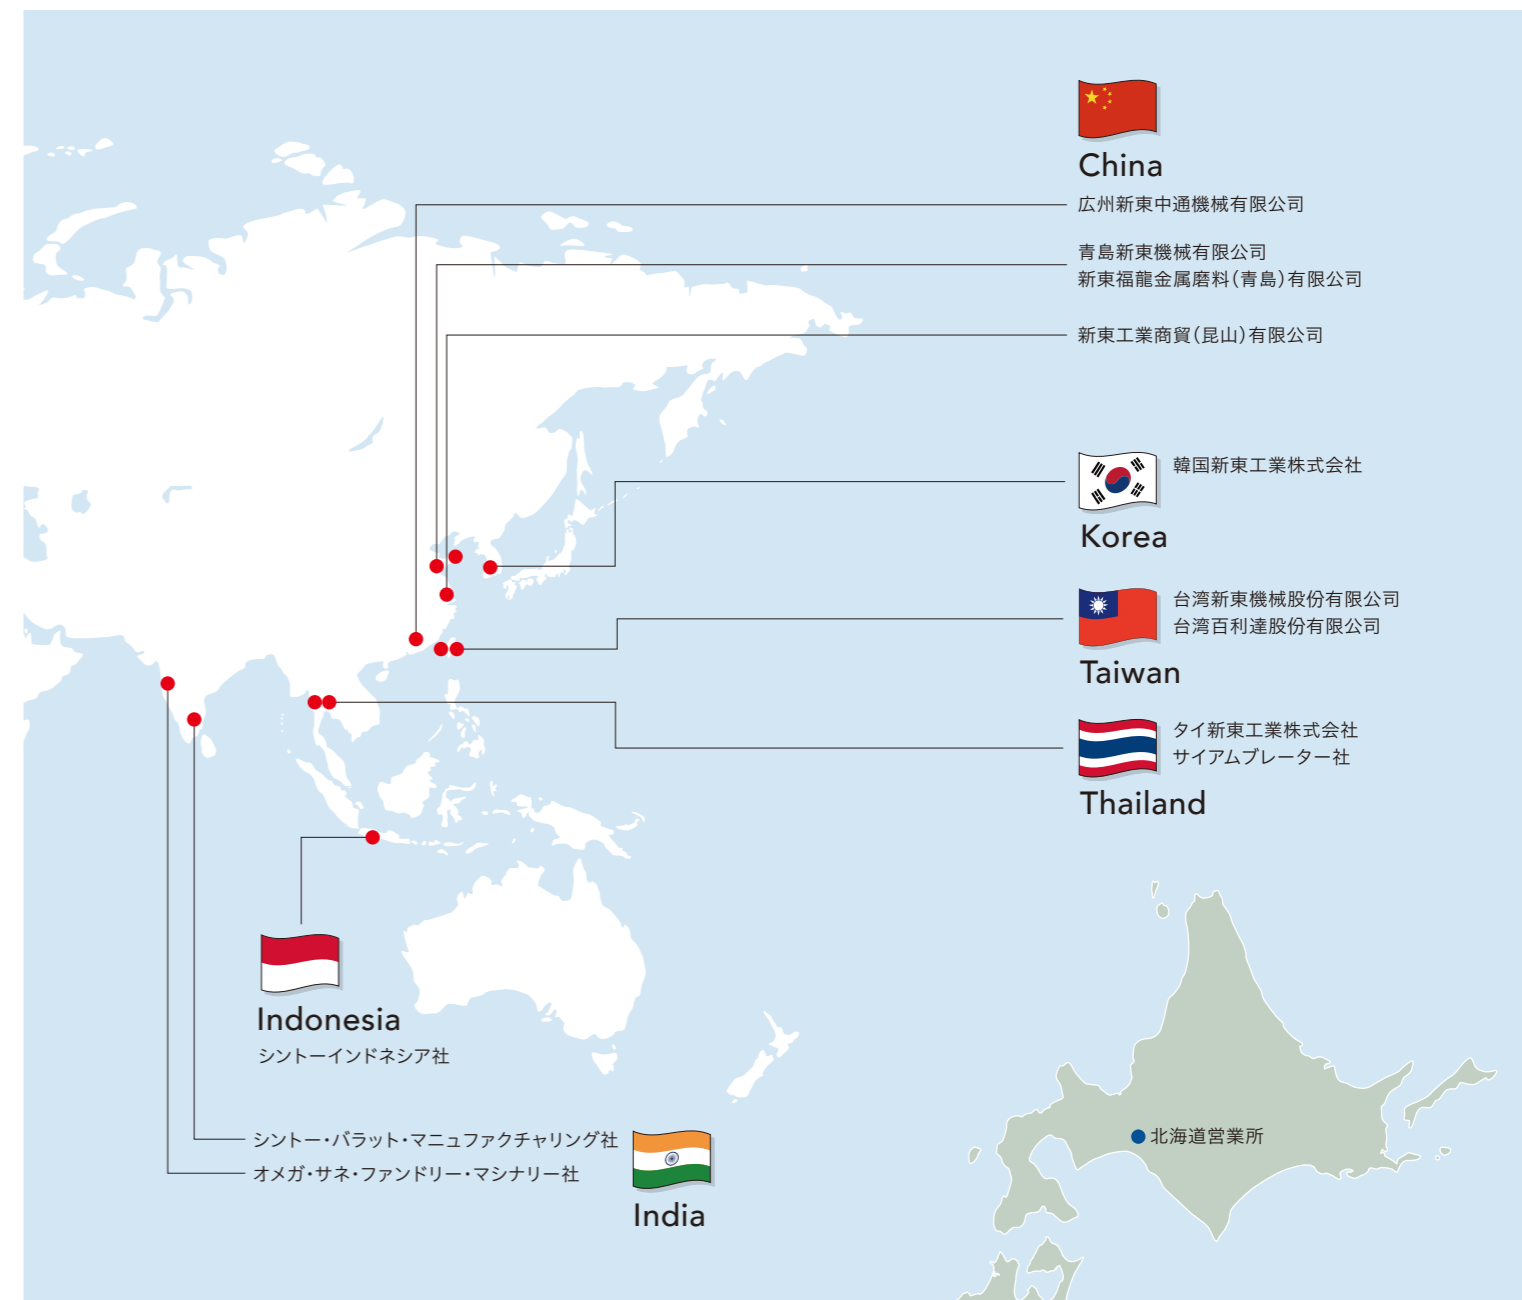 China
広州新東中通機械有限公司
青島新東機械有限公司
新東福龍金属磨料(青島)有限公司
新東工業商貿(昆山)有限公司
韓国新東工業株式会社
Korea
台湾新東機械股份有限公司
台湾百利達股份有限公司
Taiwan
タイ新東工業株式会社
サイアムブレーター社
Thailand
Indonesia
シントーインドネシア社
シントー・バラット・マニュファクチャリング社
オメガ・サネ・ファンドリー・マシナリー社
India
北海道営業所